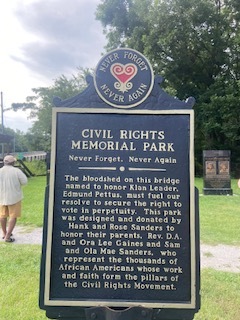 NEVER FORGET
NEVER AGAIN
CIVIL RIGHTS
MEMORIAL PARK
Never Forget, Never Again
The bloodshed on this bridge
named to honor Klan Leader,
Edmund Pettus, must fuel our
resolve to secure the right to
vote in perpetuity. This park
was designed and donated by
Hank and Rose Sanders to
honor their parents, Rev. D.A.
and Ora Lee Gaines and Sam
and Ola Mae Sanders, who
represent the thousands of
African Americans whose work
and faith form the pillars of
the Civil Rights Movement.